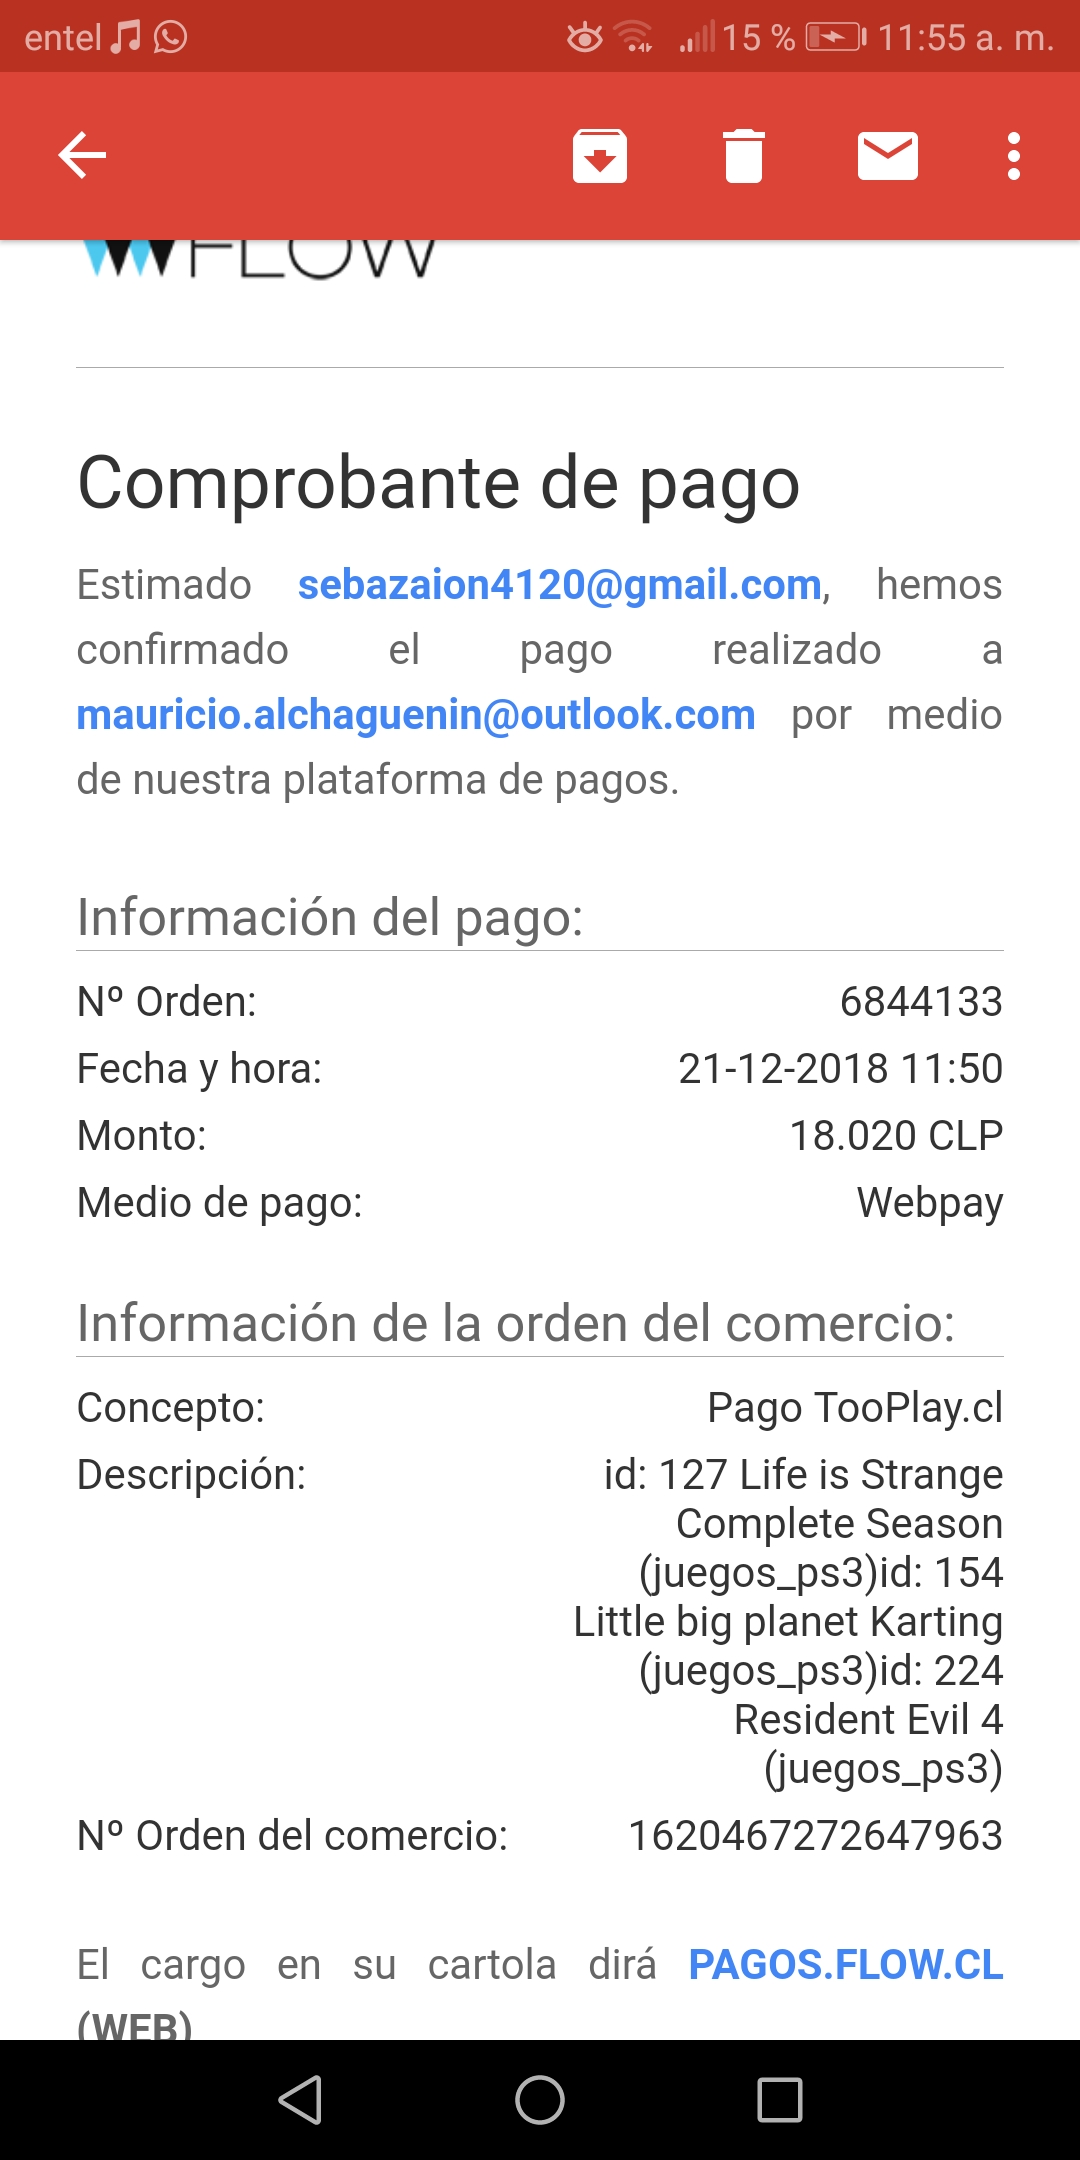 entel 15 % 11:55 a. m.
FLOW
Comprobante de pago
Estimado sebazaion4120@gmail.com, hemos
confirmado el pago realizado a
mauricio.alchaguenin@outlook.com por medio
de nuestra plataforma de pagos.
Información del pago:
Nº Orden: 6844133
Fecha y hora: 21-12-2018 11:50
Monto: 18.020 CLP
Medio de pago: Webpay
Información de la orden del comercio:
Concepto: Pago TooPlay.cl
Descripción: id: 127 Life is Strange
Complete Season
(juegos_ps3)id: 154
Little big planet Karting
(juegos_ps3)id: 224
Resident Evil 4
(juegos_ps3)
Nº Orden del comercio: 1620467272647963
El cargo en su cartola dirá PAGOS.FLOW.CL
(WEB)